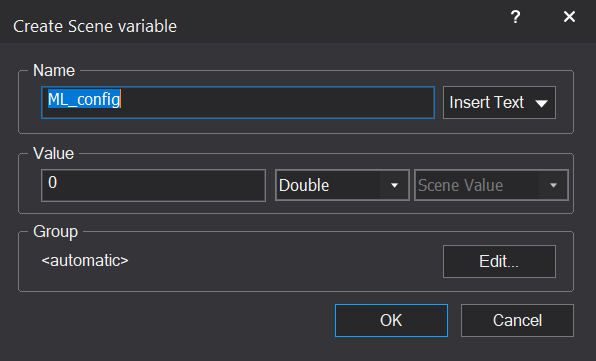 Create Scene variable
?
Name
ML_config
Insert Text
Value
0
Double
Scene Value
Group
<automatic>
Edit...
OK
Cancel